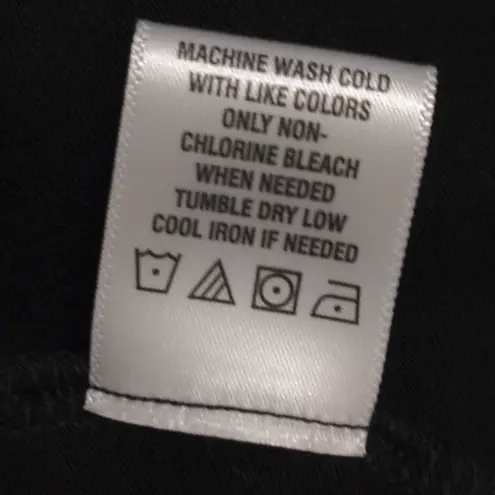 MACHINE WASH COLD
WITH LIKE COLORS
ONLY NON-
CHLORINE BLEACH
WHEN NEEDED
TUMBLE DRY LOW
COOL IRON IF NEEDED